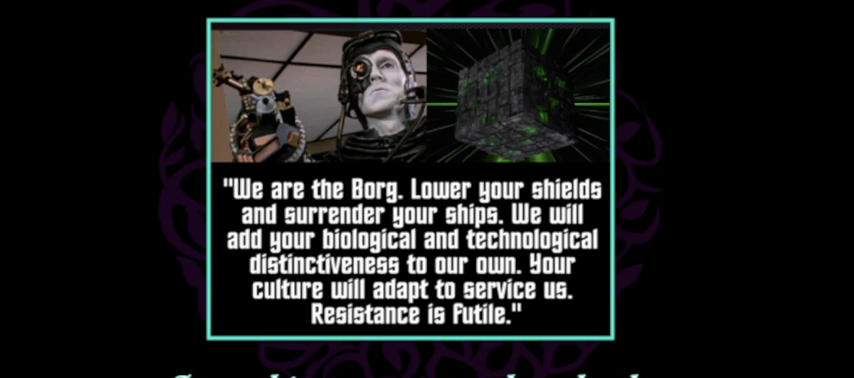 "We are the Borg. Lower your shields
and surrender your ships. We will
add your biological and technological
distinctiveness to our own. Your
culture will adapt to service us.
Resistance is Futile."